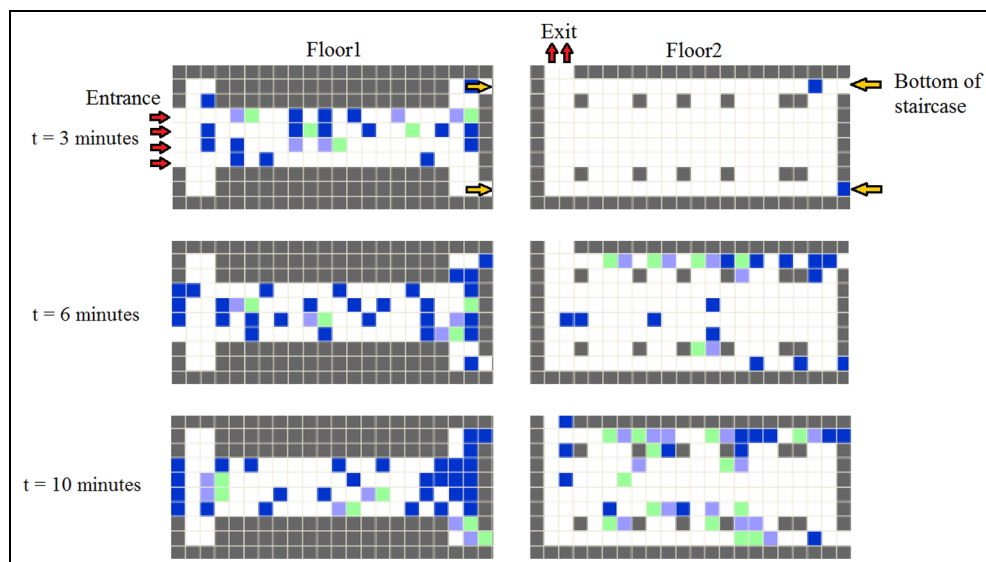 Exit
Floor1
Floor2
Entrance
Bottom of
staircase
t = 3 minutes
t = 6 minutes
t = 10 minutes